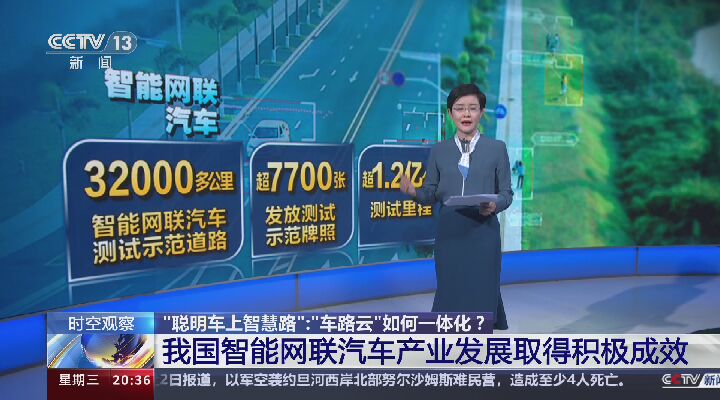 CCTV 13
新闻
智能网联
汽车
32000多公里
智能网联汽车
测试示范道路
超7700张
发放测试
示范牌照
超1.2亿
测试里程
时空观察
"聪明车上智慧路":"车路云"如何一体化?
我国智能网联汽车产业发展取得积极成效
星期三 20:36
2日报道，以军空袭约旦河西岸北部努尔沙姆斯难民营，造成至少4人死亡。
CCTV 新闻